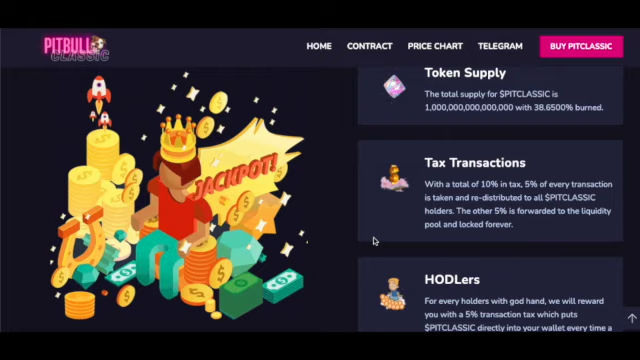 PITBULL
CLASSIC
HOME
CONTRACT
PRICE CHART
TELEGRAM
BUY PITCLASSIC
JACKPOT!
Token Supply
The total supply for $PITCLASSIC is
1,000,000,000,000,000 with 38.6500% burned.
Tax Transactions
With a total of 10% in tax, 5% of every transaction
is taken and re-distributed to all $PITCLASSIC
holders. The other 5% is forwarded to the liquidity
pool and locked forever.
HODLers
For every holders with god hand, we will reward
you with a 5% transaction tax which puts
$PITCLASSIC directly into your wallet every time a